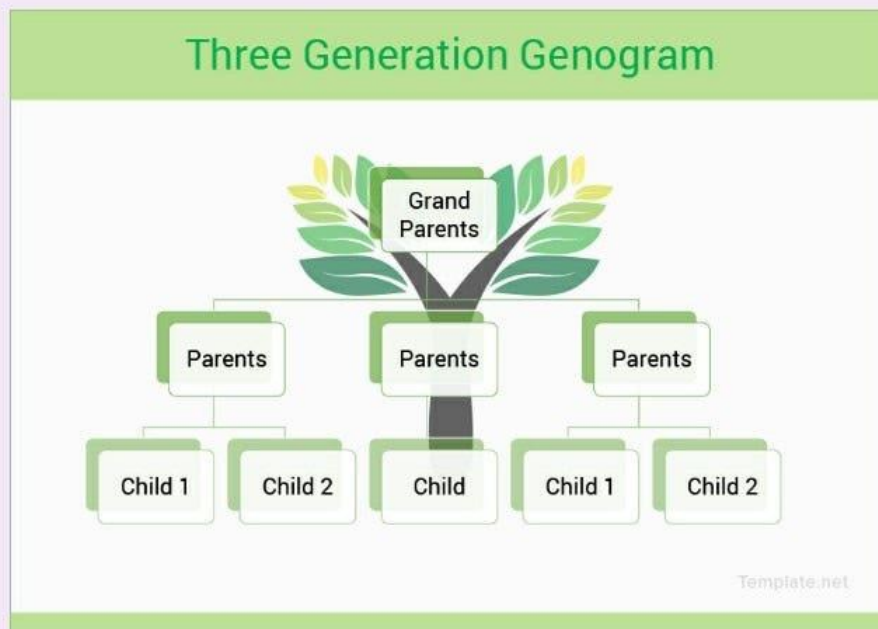 Three Generation Genogram
Grand
Parents
Parents
Parents
Parents
Child 1
Child 2
Child
Child 1
Child 2
Template.net